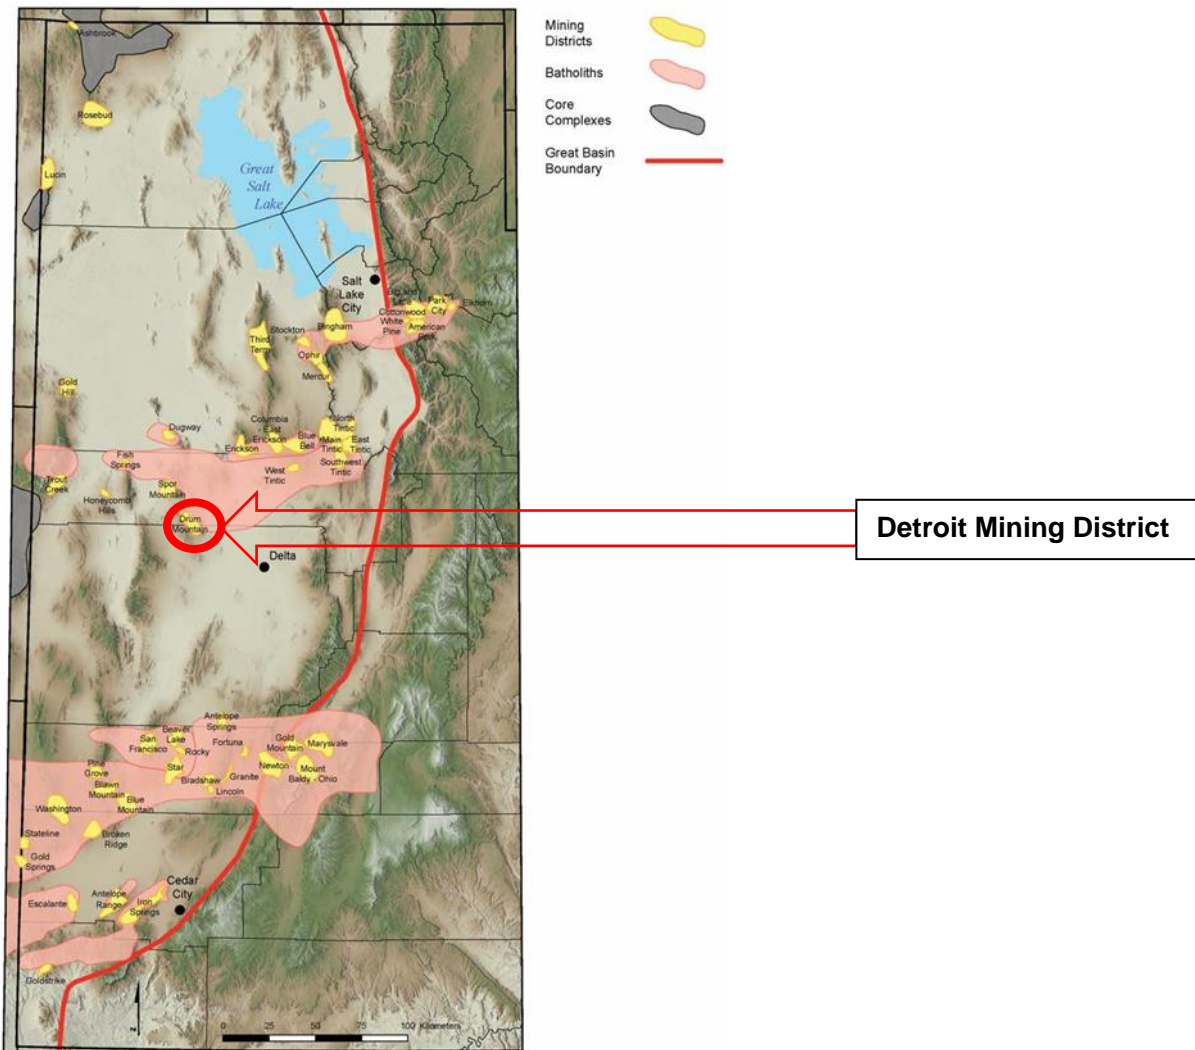 Ashbrook
Rosebud
Lucin
Great
Salt
Lake
Salt
Lake
City
Park
City
Elkhorn
Cottonwood
White
Pine
American
Stockton
Bingham
Third
Term
Ophir
Mercur
Gold
Hill
Dugway
Columbia
East
Erickson
Erickson
Blue
Bell
North
Tintic
Main
Tintic
East
Tintic
Southwest
Tintic
West
Tintic
Fish
Springs
Trout
Creek
Honeycomb
Hills
Spor
Mountain
Drum
Mountain
Delta
Antelope
Springs
Beaver
Lake
San
Francisco
Rocky
Fortuna
Gold
Mountain
Marysvale
Star
Newton
Mount
Baldy - Ohio
Granite
Bradshaw
Lincoln
Pine
Grove
Blawn
Mountain
Blue
Mountain
Washington
Broken
Ridge
Stateline
Gold
Springs
Cedar
City
Escalante
Antelope
Range
Iron
Springs
Goldstrike
N
0 25 50 75 100 Kilometers
Mining
Districts
Batholiths
Core
Complexes
Great Basin
Boundary
Detroit Mining District